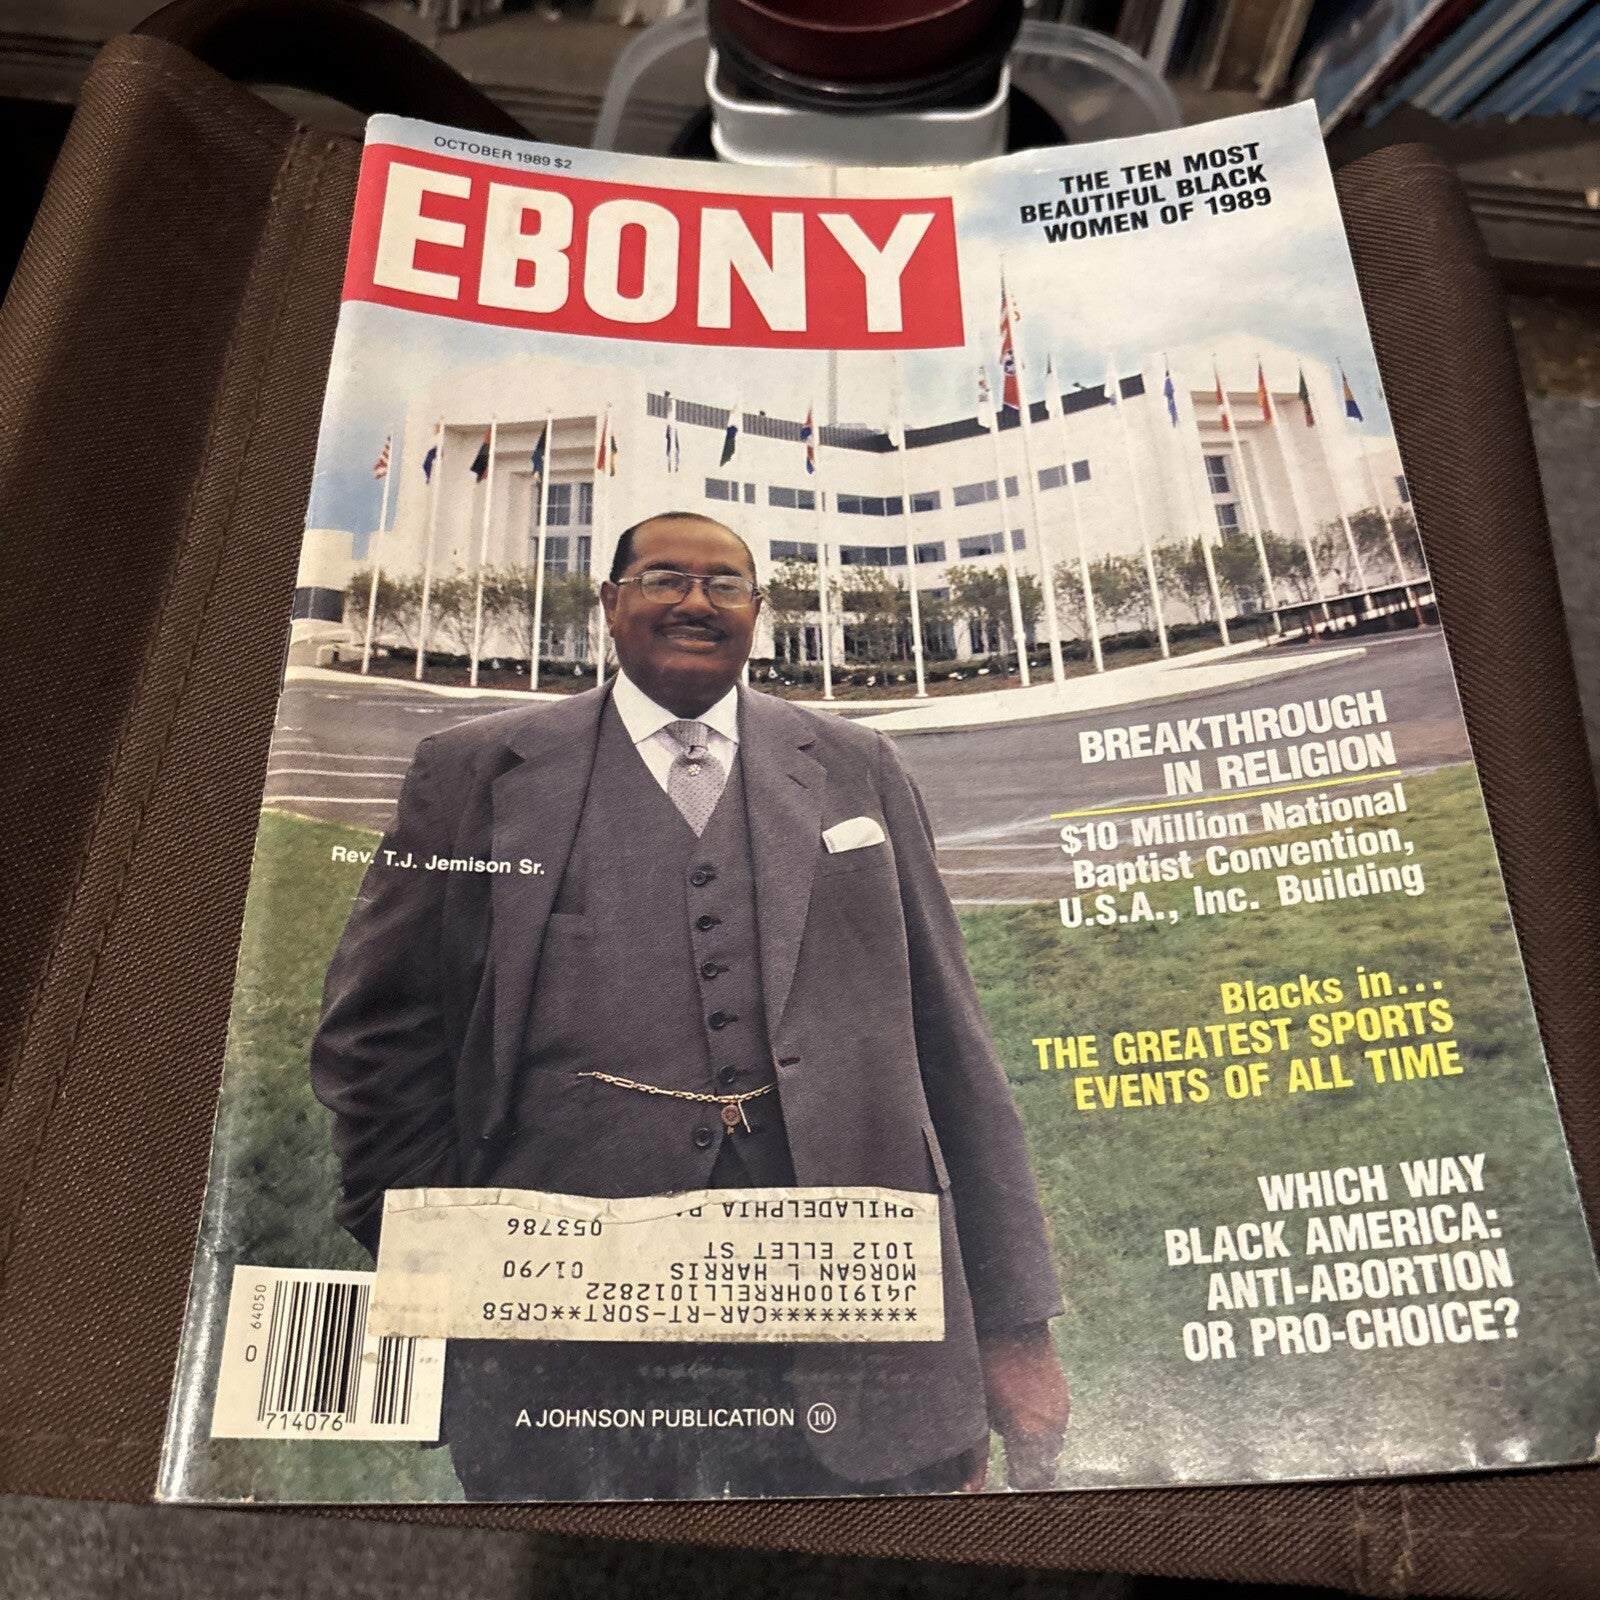 OCTOBER 1989 $2
EBONY
THE TEN MOST
BEAUTIFUL BLACK
WOMEN OF 1989
BREAKTHROUGH
IN RELIGION
$10 Million National
Baptist Convention,
U.S.A., Inc. Building
Rev. T.J. Jemison Sr.
Blacks in...
THE GREATEST SPORTS
EVENTS OF ALL TIME
WHICH WAY
BLACK AMERICA:
ANTI-ABORTION
OR PRO-CHOICE?
**********CAR-RT-SORT**CR58
J419100HRRELL1012822
MORGAN L HARRIS 01/90
1012 ELLET ST
PHILADELPHIA 053786
0 64050
714076
A JOHNSON PUBLICATION 10